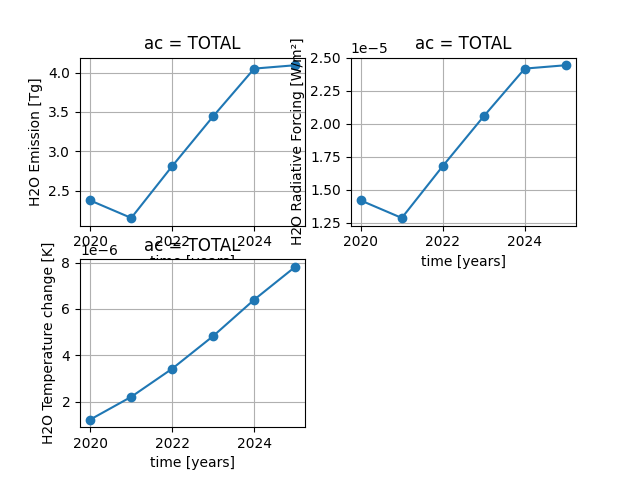 ac = TOTAL
H2O Emission [Tg]
4.0
3.5
3.0
2.5
2020
2022
2024
time [years]
ac = TOTAL
1e−5
H2O Radiative Forcing [W/m²]
2.50
2.25
2.00
1.75
1.50
1.25
2020
2022
2024
time [years]
ac = TOTAL
1e−6
H2O Temperature change [K]
8
6
4
2
2020
2022
2024
time [years]